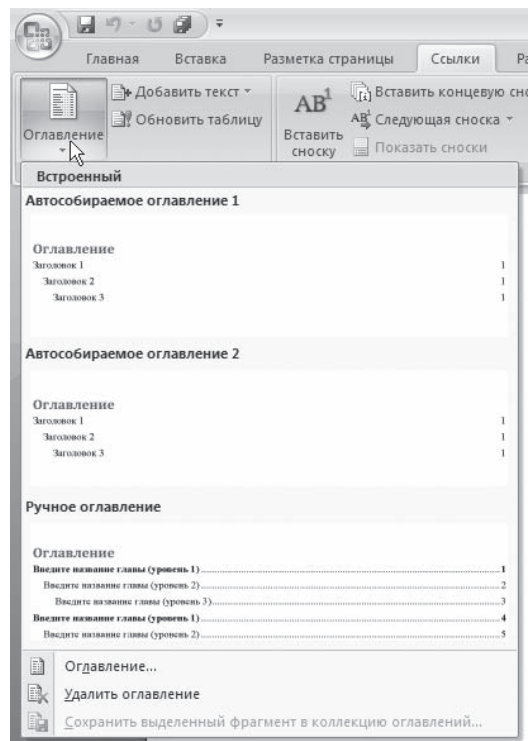 Главная Вставка Разметка страницы Ссылки
Оглавление
Добавить текст
Обновить таблицу
AB1
Вставить сноску
Вставить концевую
AB1 Следующая сноска
Показать сноски
Встроенный
Автособираемое оглавление 1
Оглавление
Заголовок 1 1
Заголовок 2 1
Заголовок 3 1
Автособираемое оглавление 2
Оглавление
Заголовок 1 1
Заголовок 2 1
Заголовок 3 1
Ручное оглавление
Оглавление
Введите название главы (уровень 1) 1
Введите название главы (уровень 2) 2
Введите название главы (уровень 3) 3
Введите название главы (уровень 1) 4
Введите название главы (уровень 2) 5
Оглавление...
Удалить оглавление
Сохранить выделенный фрагмент в коллекцию оглавлений...